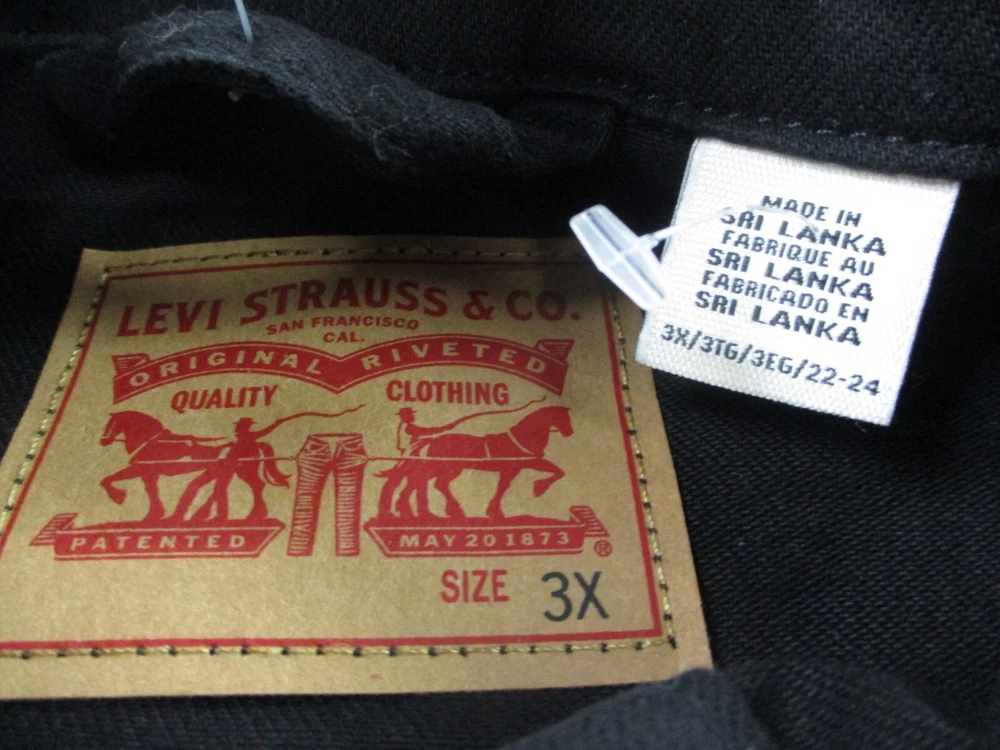 LEVI STRAUSS & CO.
SAN FRANCISCO
CAL.
ORIGINAL RIVETED
QUALITY CLOTHING
PATENTED MAY 20 1873 ®
SIZE 3X
MADE IN
SRI LANKA
FABRIQUE AU
SRI LANKA
FABRICADO EN
SRI LANKA
3X/3TG/3EG/22-24